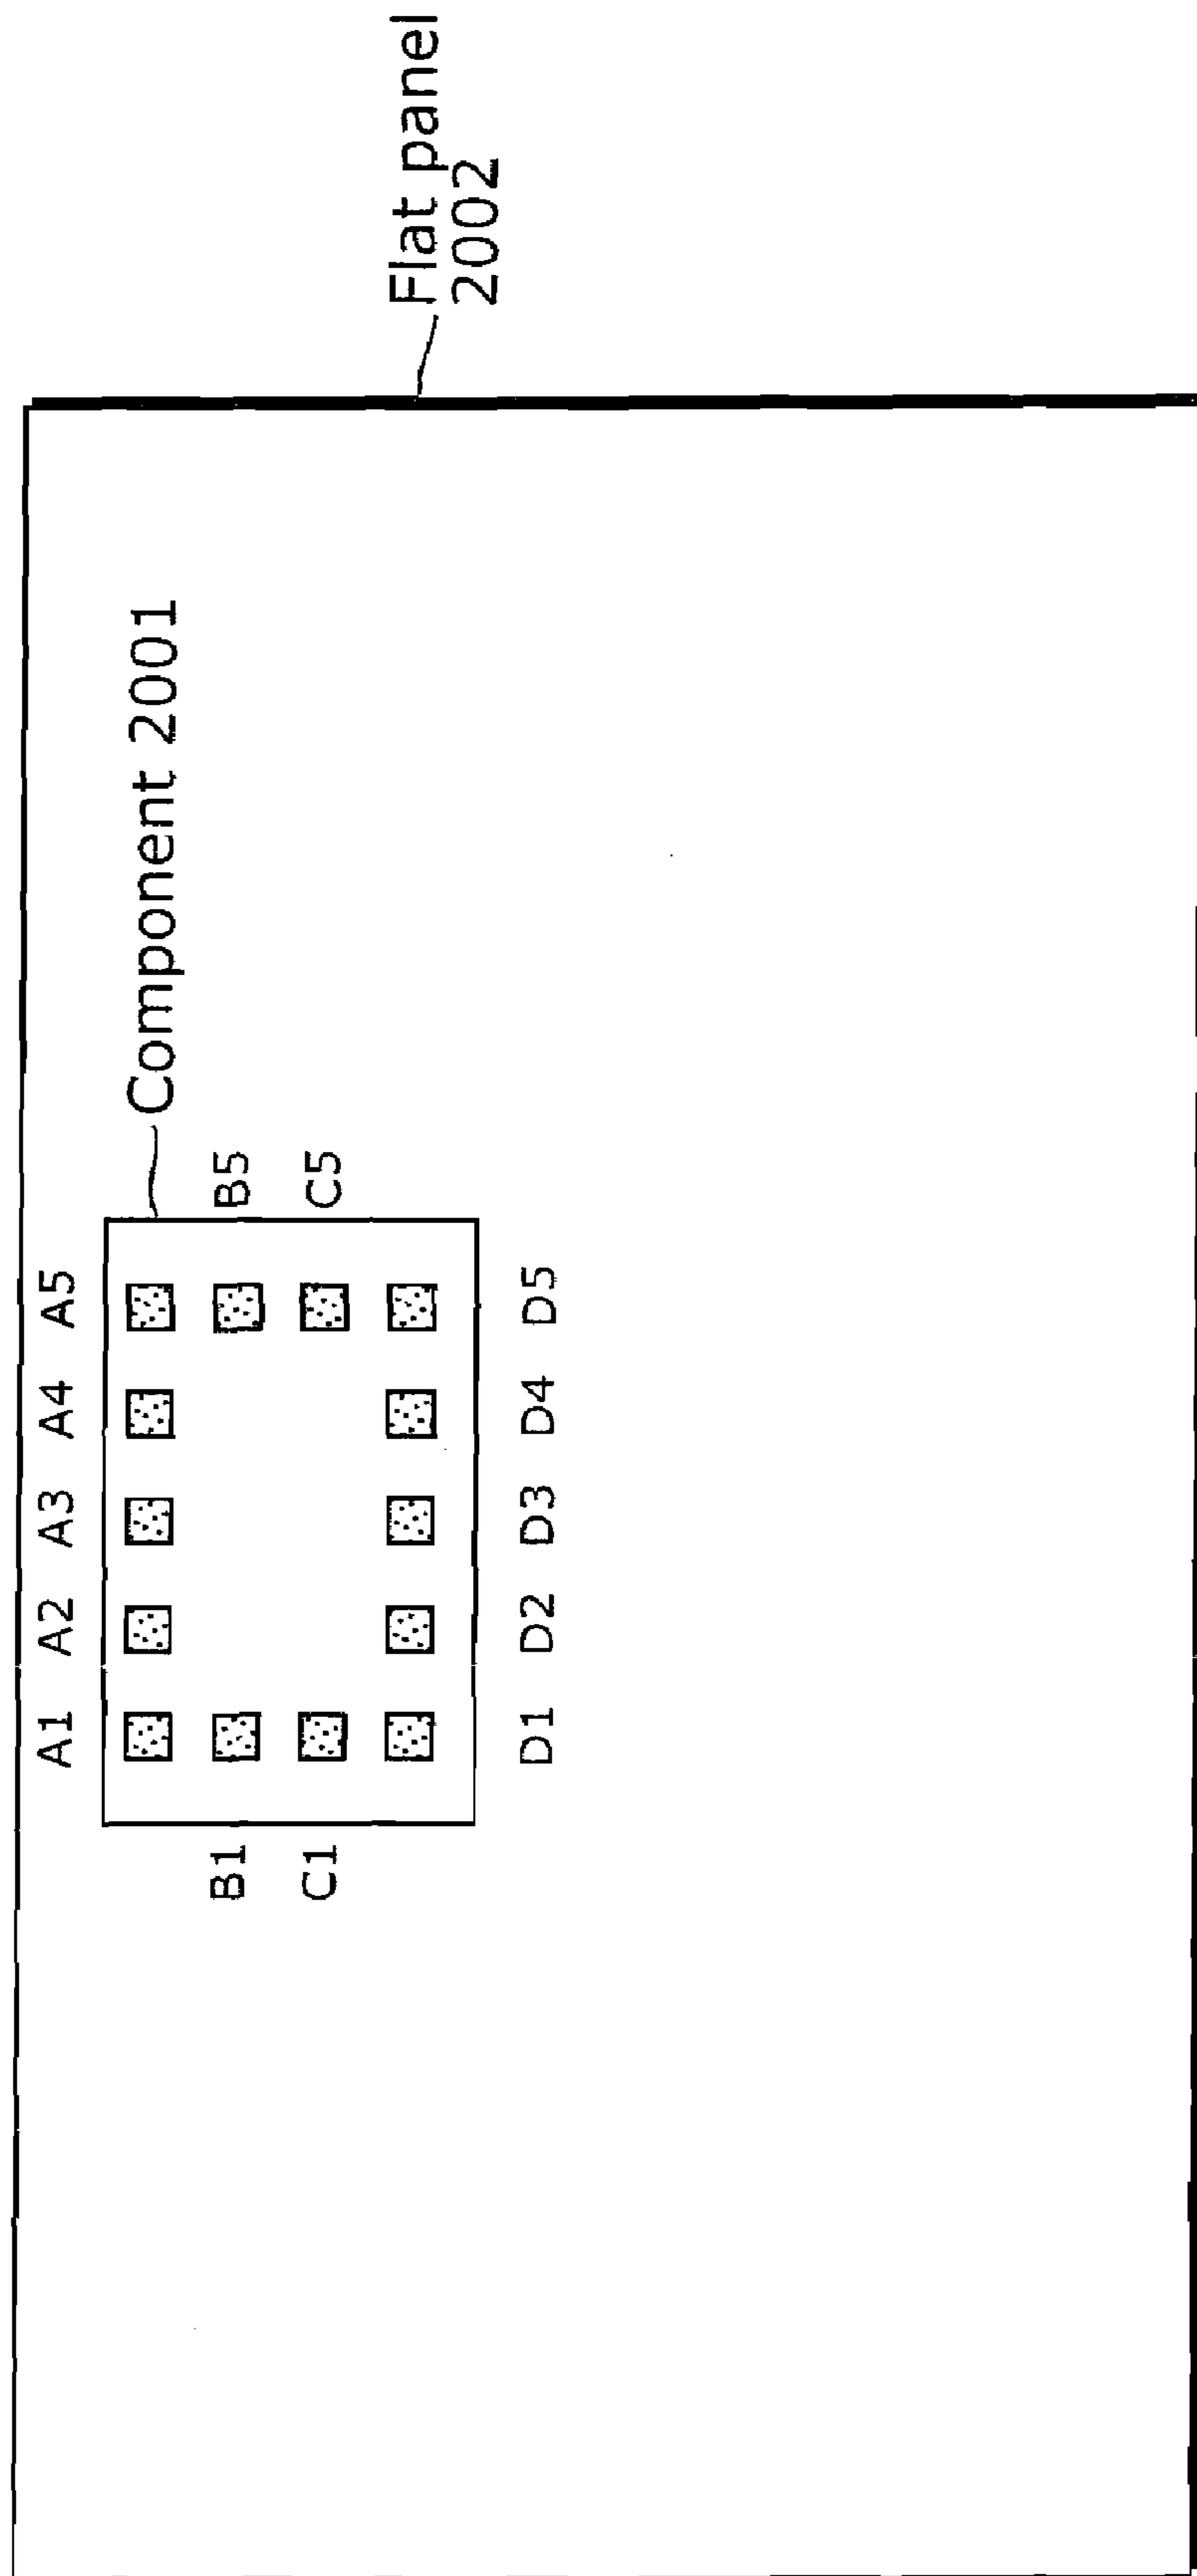 Flat panel
2002
Component 2001
A1 A2 A3 A4 A5
B1 B5
C1 C5
D1 D2 D3 D4 D5